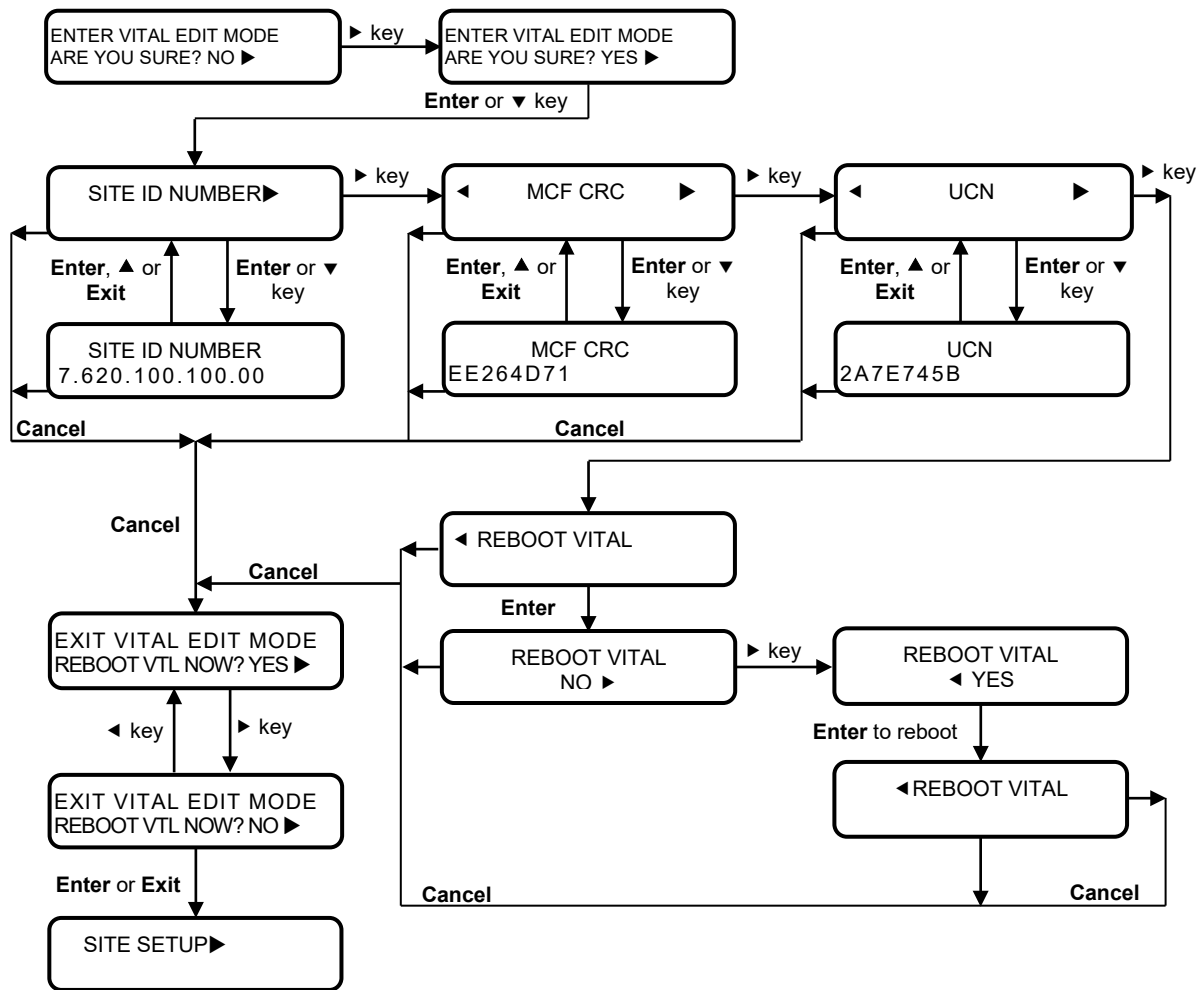 ENTER VITAL EDIT MODE
ARE YOU SURE? NO ▶
▶ key
ENTER VITAL EDIT MODE
ARE YOU SURE? YES ▶
Enter or ▼ key
SITE ID NUMBER▶
▶ key
◀ MCF CRC ▶
▶ key
◀ UCN ▶
▶ key
Enter, ▲ or
Exit
Enter or ▼
key
Enter, ▲ or
Exit
Enter or ▼
key
Enter, ▲ or
Exit
Enter or ▼
key
SITE ID NUMBER
7.620.100.100.00
MCF CRC
EE264D71
UCN
2A7E745B
Cancel
Cancel
Cancel
◀ REBOOT VITAL
Cancel
Enter
EXIT VITAL EDIT MODE
REBOOT VTL NOW? YES ▶
REBOOT VITAL
NO ▶
▶ key
REBOOT VITAL
◀ YES
◀ key
▶ key
Enter to reboot
EXIT VITAL EDIT MODE
REBOOT VTL NOW? NO ▶
◀REBOOT VITAL
Enter or Exit
Cancel
Cancel
SITE SETUP▶